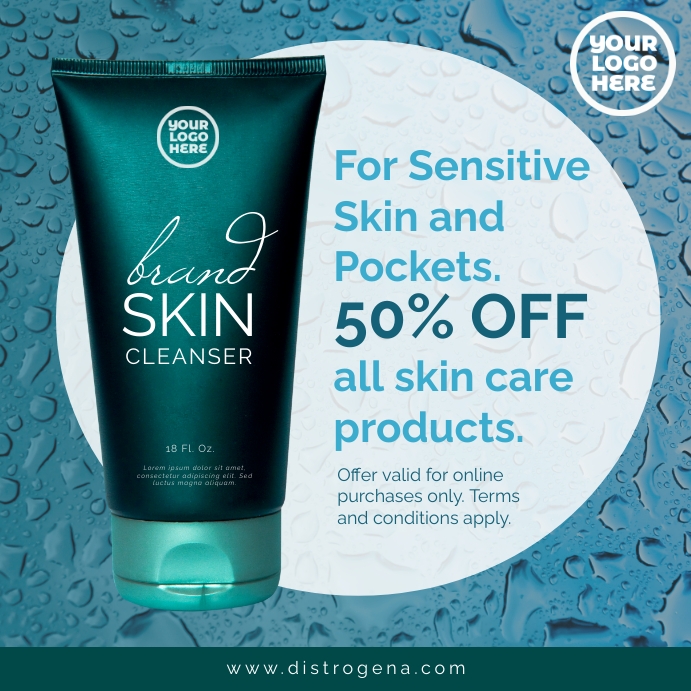 YOUR
LOGO
HERE
YOUR
LOGO
HERE
brand
SKIN
CLEANSER
18 Fl. Oz.
Lorem ipsum dolor sit amet,
consectetur adipiscing elit. Sed
luctus magna aliquam.
For Sensitive
Skin and
Pockets.
50% OFF
all skin care
products.
Offer valid for online
purchases only. Terms
and conditions apply.
www.distrogena.com